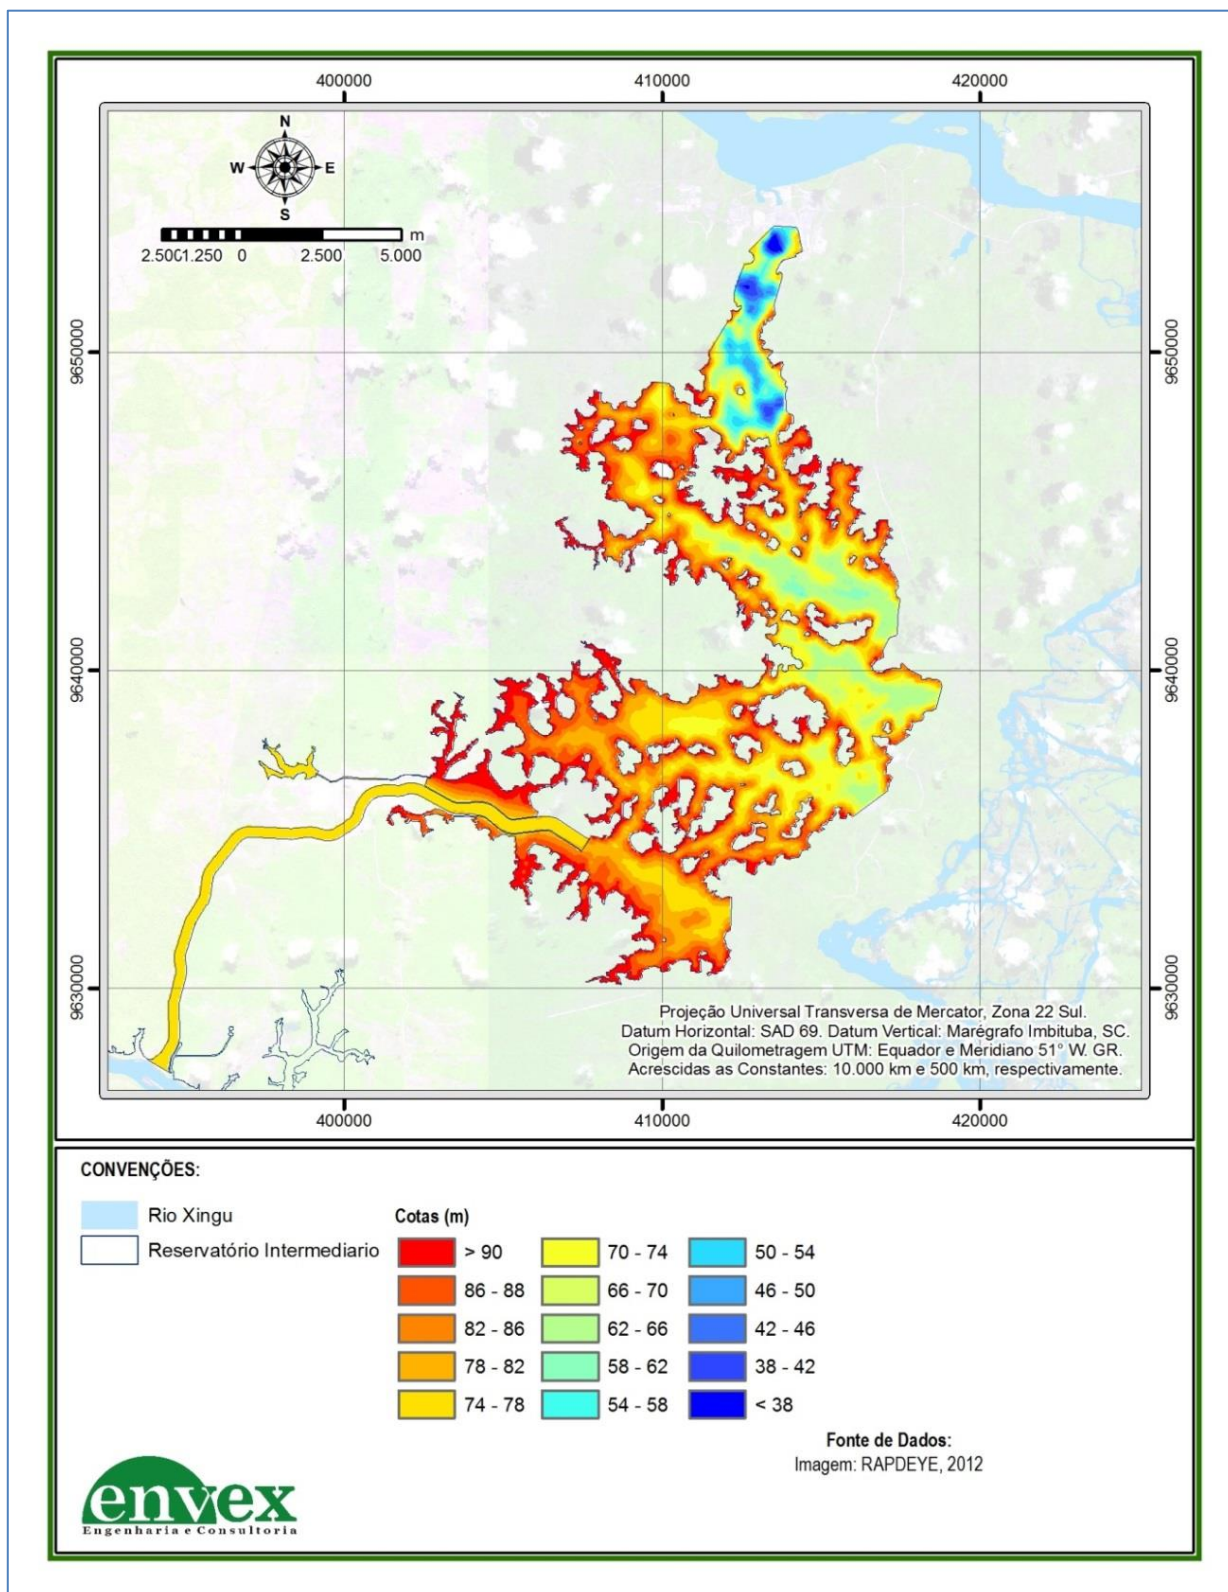 400000
410000
420000
N
W
E
S
m
2.500
1.250
0
2.500
5.000
9650000
9650000
9640000
9640000
9630000
9630000
Projeção Universal Transversa de Mercator, Zona 22 Sul.
Datum Horizontal: SAD 69. Datum Vertical: Marégrafo Imbituba, SC.
Origem da Quilometragem UTM: Equador e Meridiano 51° W. GR.
Acrescidas as Constantes: 10.000 km e 500 km, respectivamente.
400000
410000
420000
CONVENÇÕES:
Rio Xingu
Reservatório Intermediario
Cotas (m)
> 90
86 - 88
82 - 86
78 - 82
74 - 78
70 - 74
66 - 70
62 - 66
58 - 62
54 - 58
50 - 54
46 - 50
42 - 46
38 - 42
< 38
Fonte de Dados:
Imagem: RAPDEYE, 2012
envex
Engenharia e Consultoria